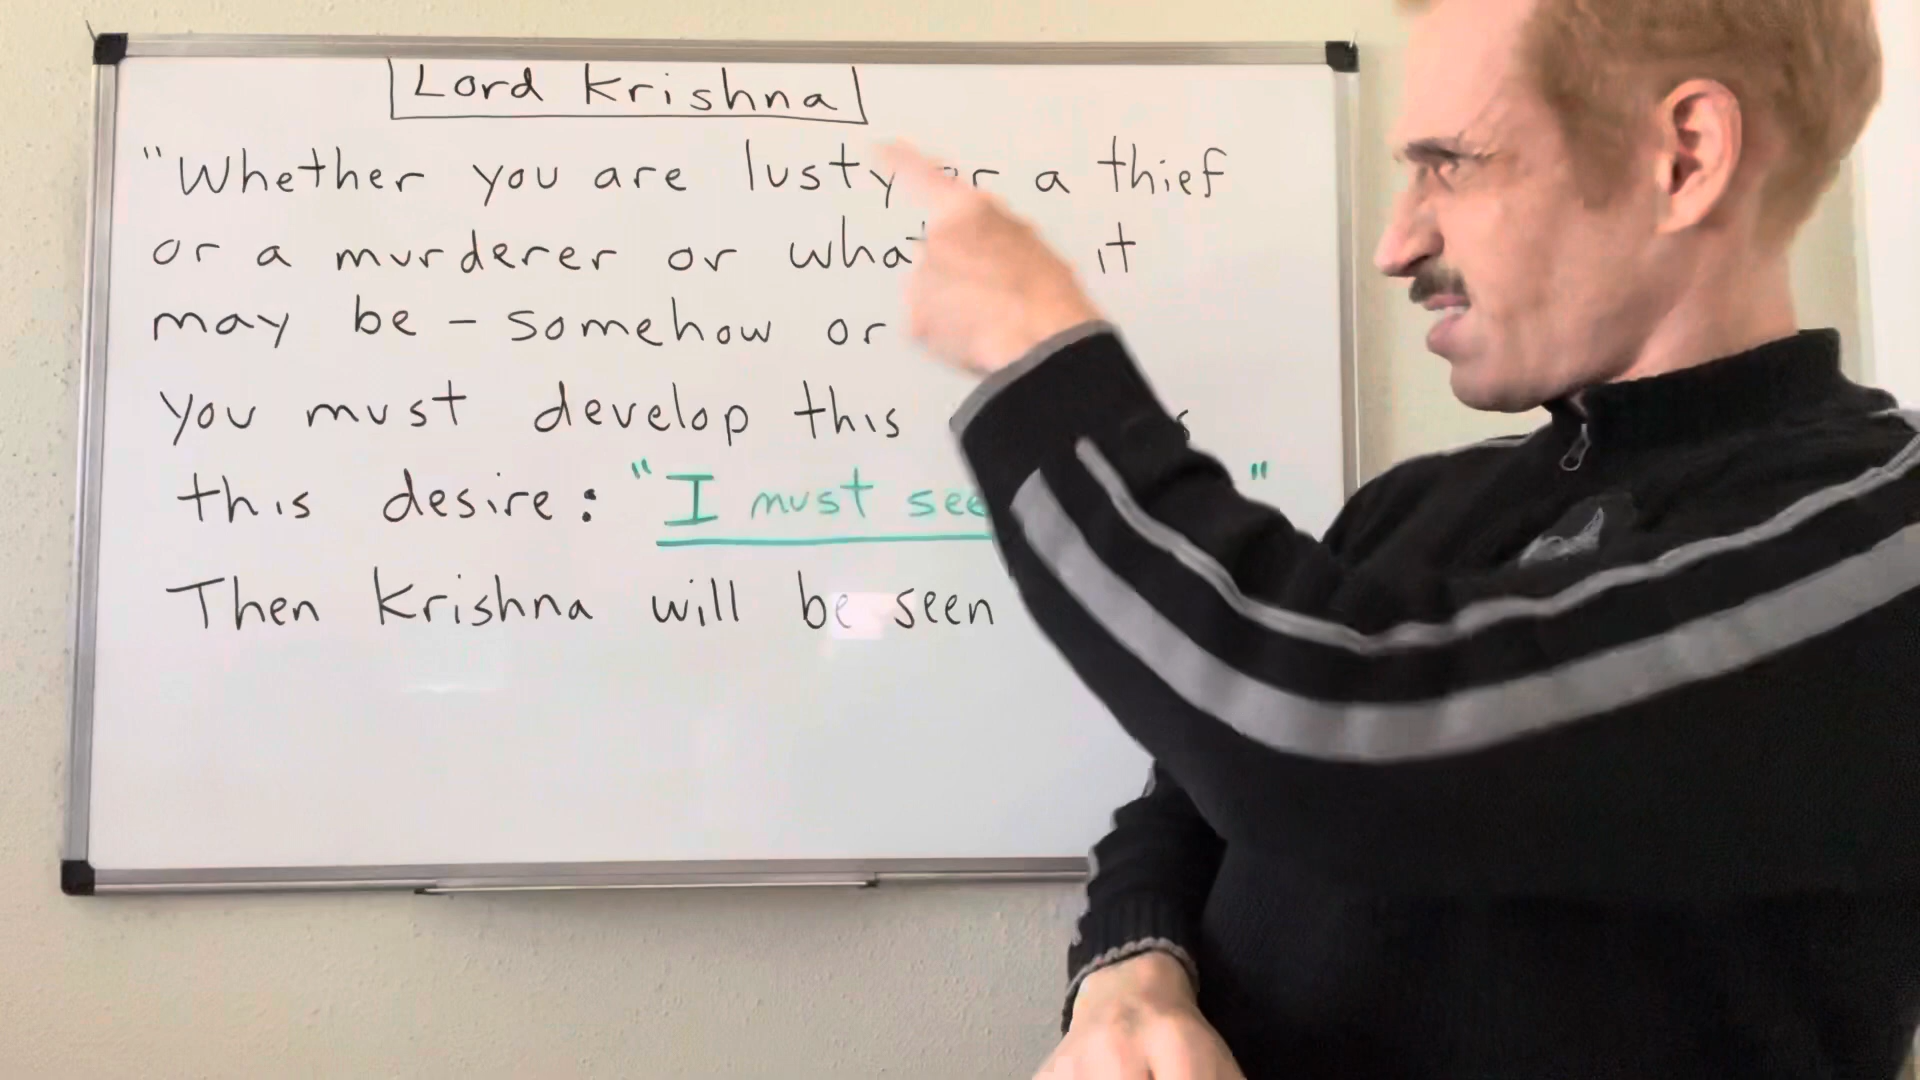 Lord Krishna
"Whether you are lusty or a thief
or a murderer or it
may be - somehow or
you must develop this
this desire: "I must see "
Then Krishna will be seen